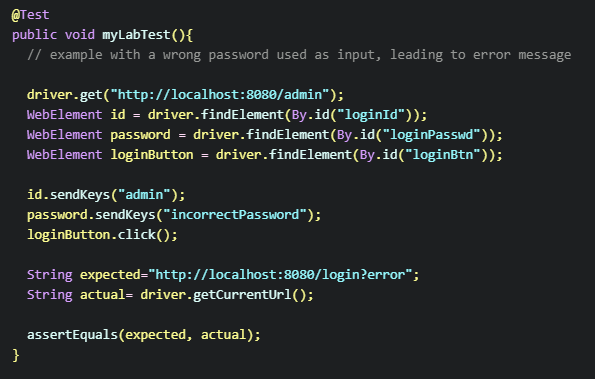 @Test
public void myLabTest(){
// example with a wrong password used as input, leading to error message
driver.get("http://localhost:8080/admin");
WebElement id = driver.findElement(By.id("loginId"));
WebElement password = driver.findElement(By.id("loginPasswd"));
WebElement loginButton = driver.findElement(By.id("loginBtn"));
id.sendKeys("admin");
password.sendKeys("incorrectPassword");
loginButton.click();
String expected="http://localhost:8080/login?error";
String actual= driver.getCurrentUrl();
assertEquals(expected, actual);
}